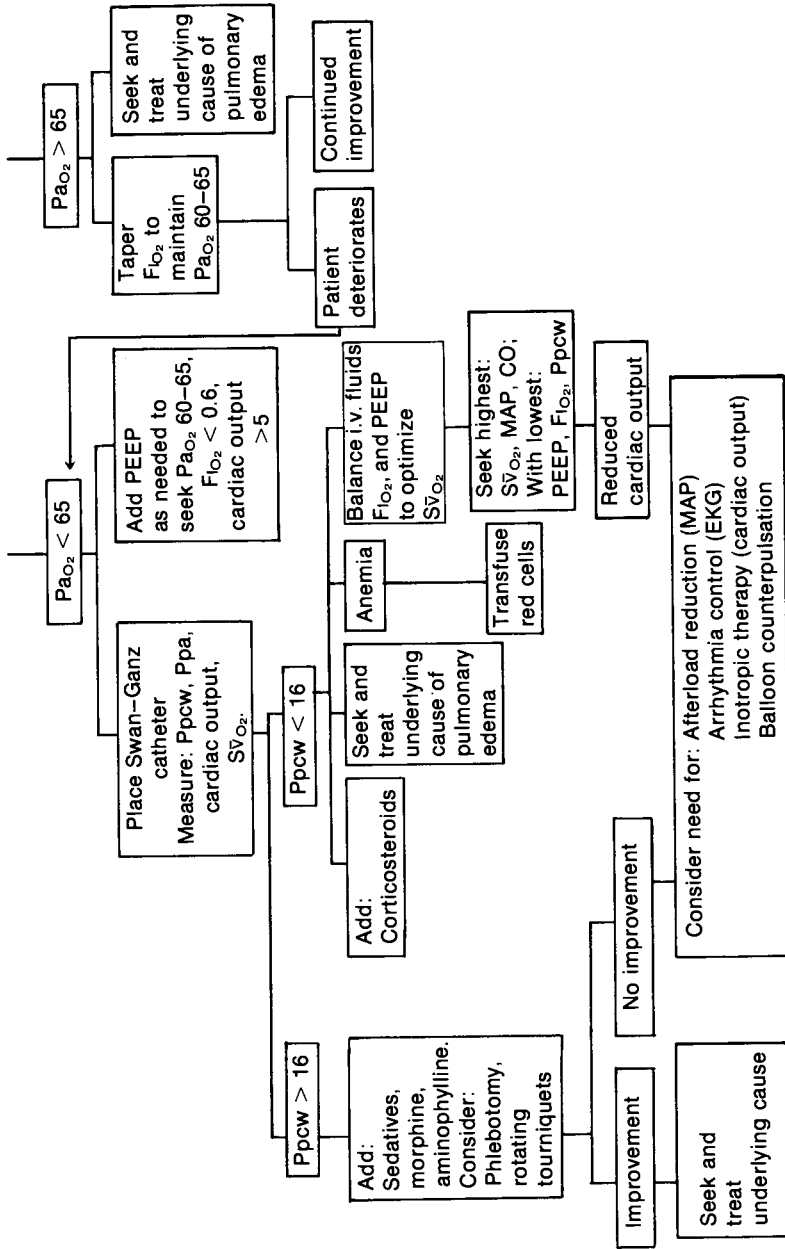 PaO₂ < 65
PaO₂ > 65
Place Swan–Ganz
catheter
Measure: Ppcw, Ppa,
cardiac output,
Sv̄O₂.
Add PEEP
as needed to
seek PaO₂ 60–65,
FIO₂ < 0.6,
cardiac output
>5
Taper
FIO₂ to
maintain
PaO₂ 60–65
Seek and
treat
underlying
cause of
pulmonary
edema
Patient
deteriorates
Continued
improvement
Ppcw > 16
Ppcw < 16
Add:
Sedatives,
morphine,
aminophylline.
Consider:
Phlebotomy,
rotating
tourniquets
Add:
Corticosteroids
Seek and
treat
underlying
cause of
pulmonary
edema
Anemia
Transfuse
red cells
Balance i.v. fluids
FIO₂, and PEEP
to optimize
Sv̄O₂
Seek highest:
Sv̄O₂, MAP, CO;
With lowest:
PEEP, FIO₂, Ppcw
Reduced
cardiac output
Improvement
No improvement
Seek and
treat
underlying cause
Consider need for: Afterload reduction (MAP)
Arrhythmia control (EKG)
Inotropic therapy (cardiac output)
Balloon counterpulsation